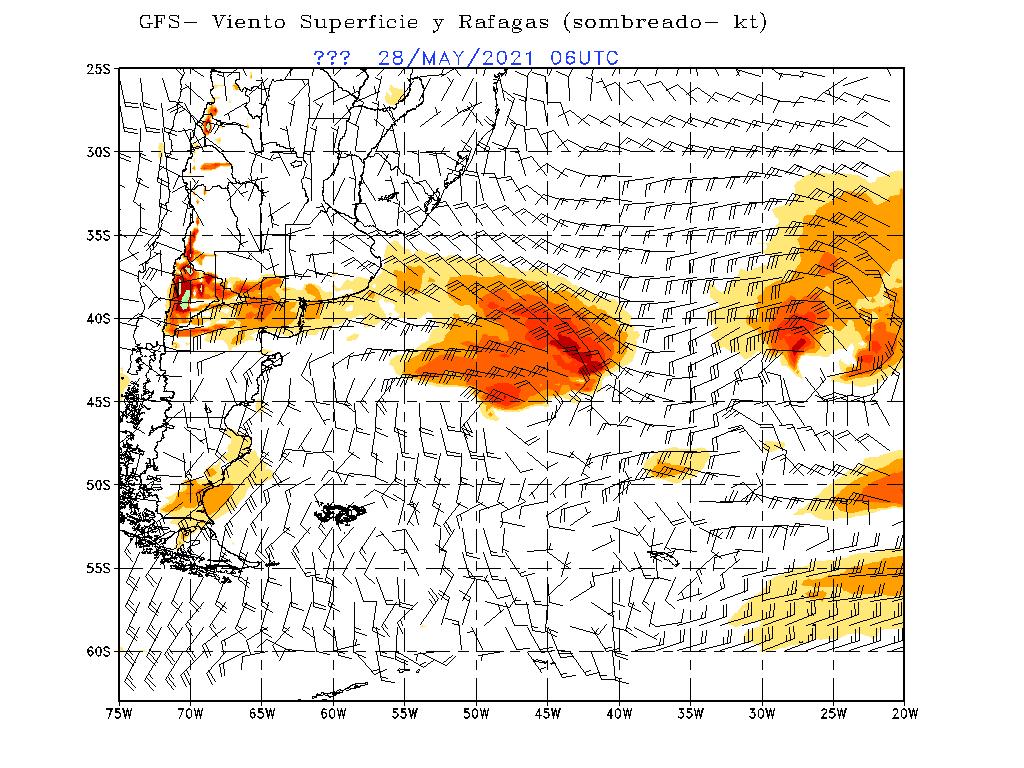 GFS- Viento Superficie y Rafagas (sombreado- kt)
??? 28/MAY/2021 06UTC
25S
30S
35S
40S
45S
50S
55S
60S
75W 70W 65W 60W 55W 50W 45W 40W 35W 30W 25W 20W